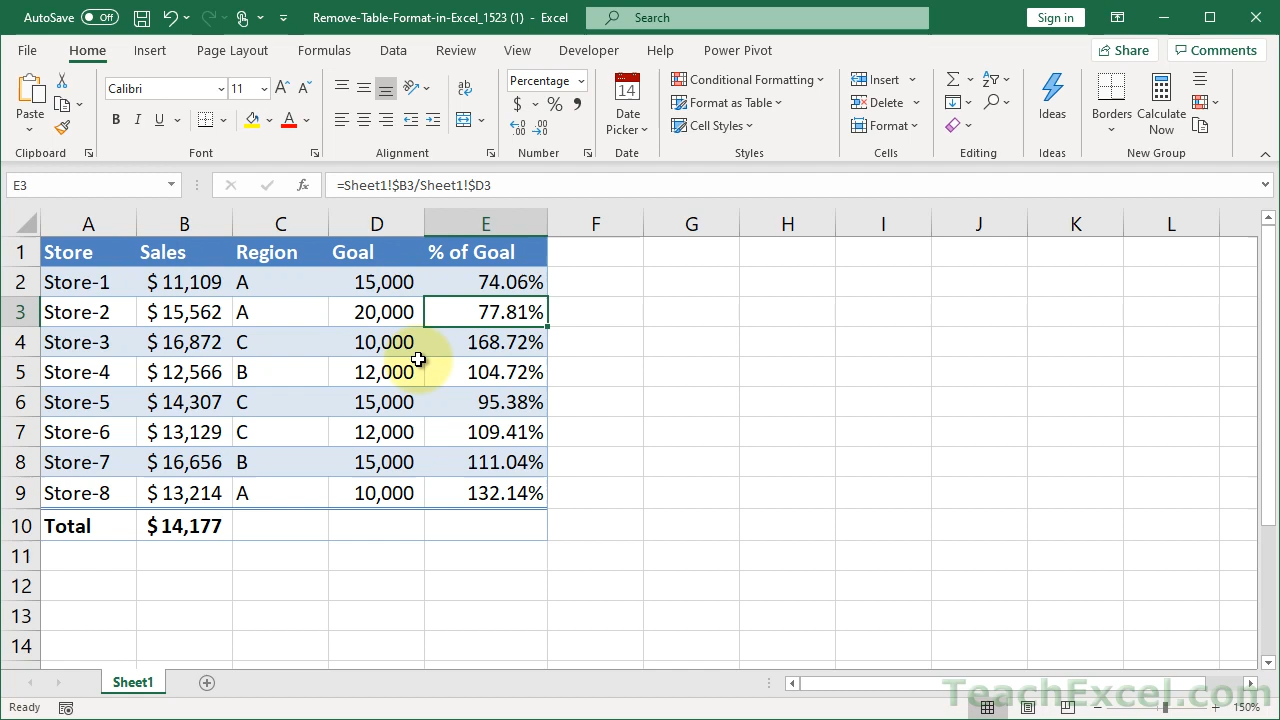 AutoSave Off Remove-Table-Format-in-Excel_1523 (1) - Excel Search Sign in
File Home Insert Page Layout Formulas Data Review View Developer Help Power Pivot Share Comments
Paste
Clipboard
Calibri 11
B I U A
Font
Alignment
Percentage
$ % 9
Number
14
Date Picker
Date
Conditional Formatting
Format as Table
Cell Styles
Styles
Insert
Delete
Format
Cells
Editing
Ideas
Ideas
Borders
Calculate Now
New Group
E3 fx =Sheet1!$B3/Sheet1!$D3
A B C D E F G H I J K L
1 Store Sales Region Goal % of Goal
2 Store-1 $ 11,109 A 15,000 74.06%
3 Store-2 $ 15,562 A 20,000 77.81%
4 Store-3 $ 16,872 C 10,000 168.72%
5 Store-4 $ 12,566 B 12,000 104.72%
6 Store-5 $ 14,307 C 15,000 95.38%
7 Store-6 $ 13,129 C 12,000 109.41%
8 Store-7 $ 16,656 B 15,000 111.04%
9 Store-8 $ 13,214 A 10,000 132.14%
10 Total $ 14,177
11
12
13
14
Sheet1
TeachExcel.com
Ready 150%